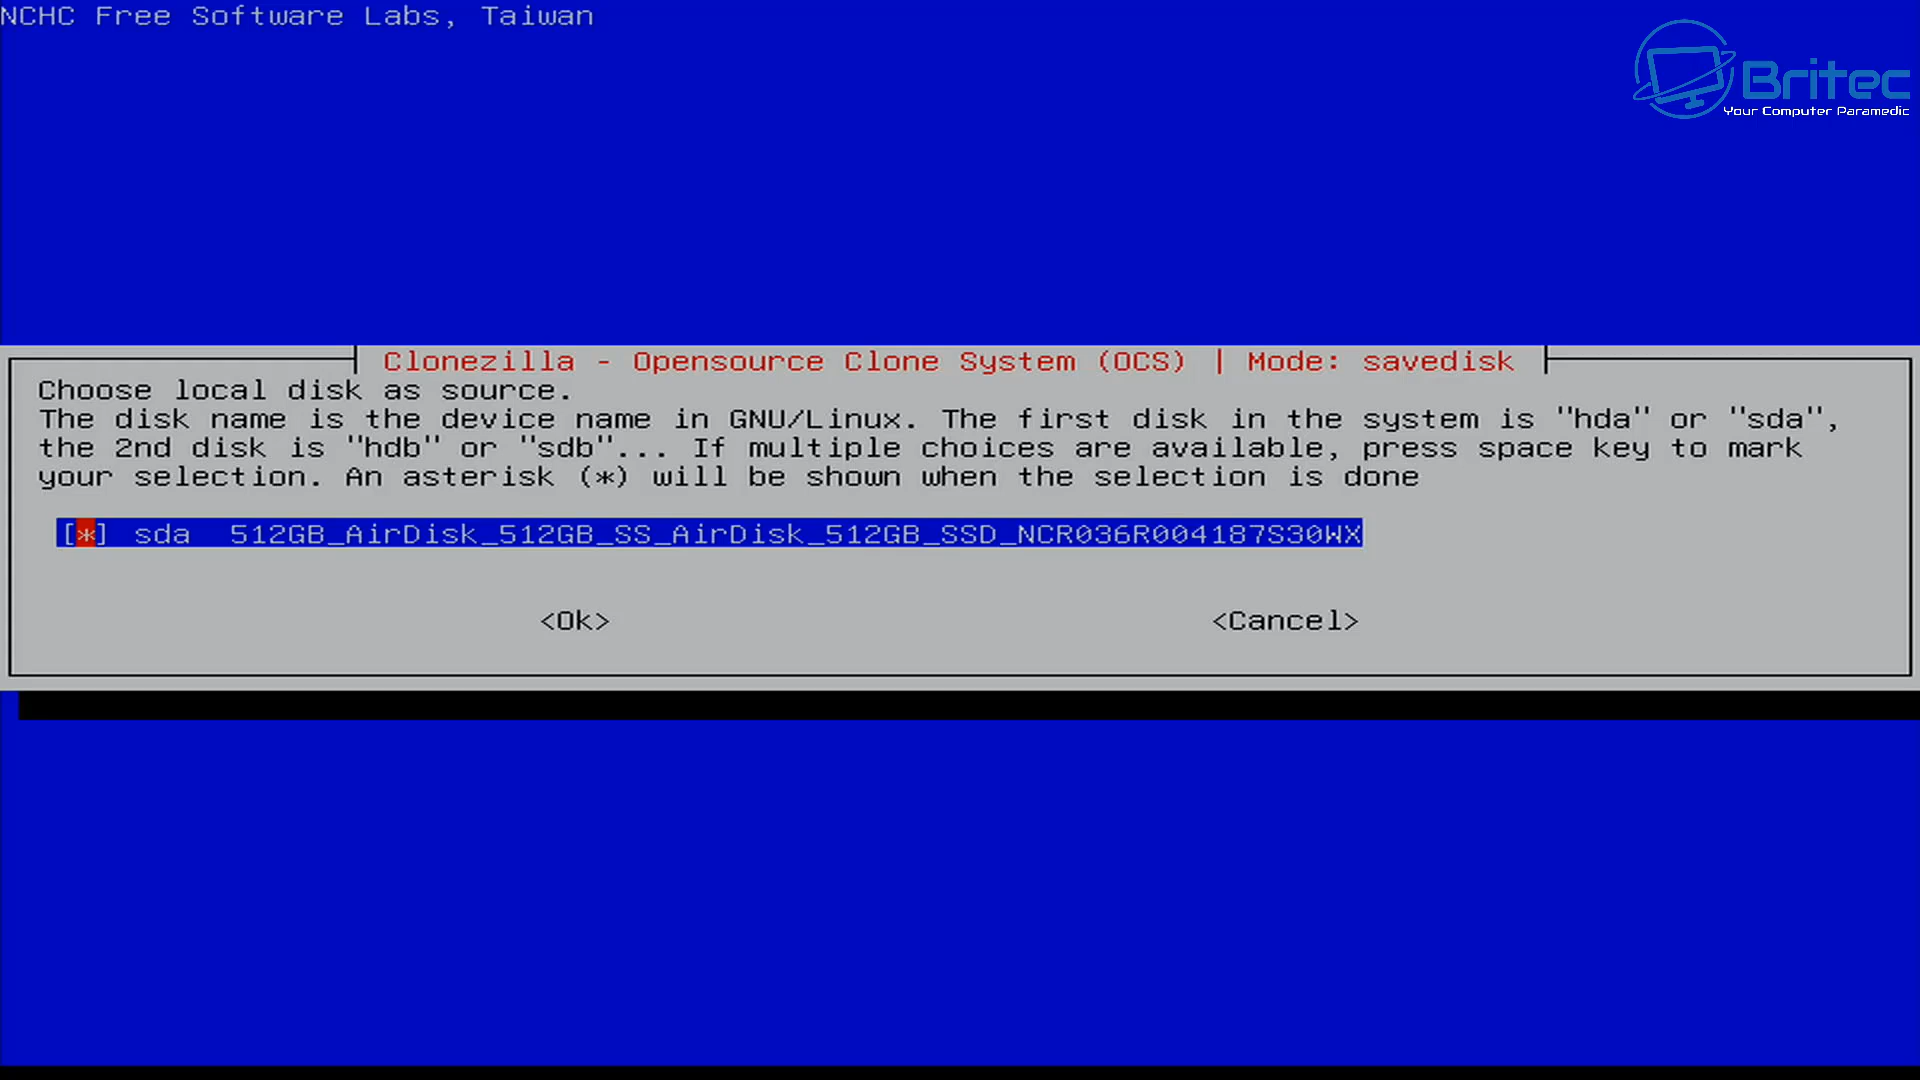 NCHC Free Software Labs, Taiwan
Britec
Your Computer Paramedic
Clonezilla - Opensource Clone System (OCS) | Mode: savedisk
Choose local disk as source.
The disk name is the device name in GNU/Linux. The first disk in the system is "hda" or "sda",
the 2nd disk is "hdb" or "sdb"... If multiple choices are available, press space key to mark
your selection. An asterisk (*) will be shown when the selection is done
[*] sda 512GB_AirDisk_512GB_SS_AirDisk_512GB_SSD_NCR036R004187S30WX
<Ok> <Cancel>